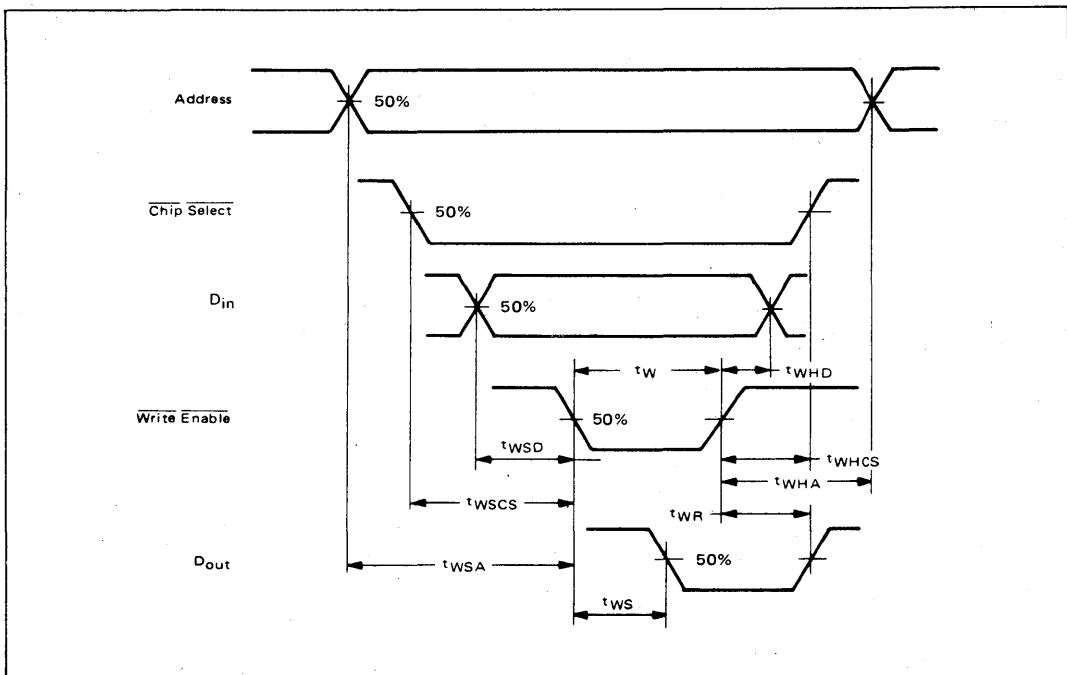 Address
50%
Chip Select
50%
Din
50%
tW
tWHD
Write Enable
50%
tWSD
tWHCS
tWHA
tWSCS
tWR
Dout
50%
tWSA
tWS